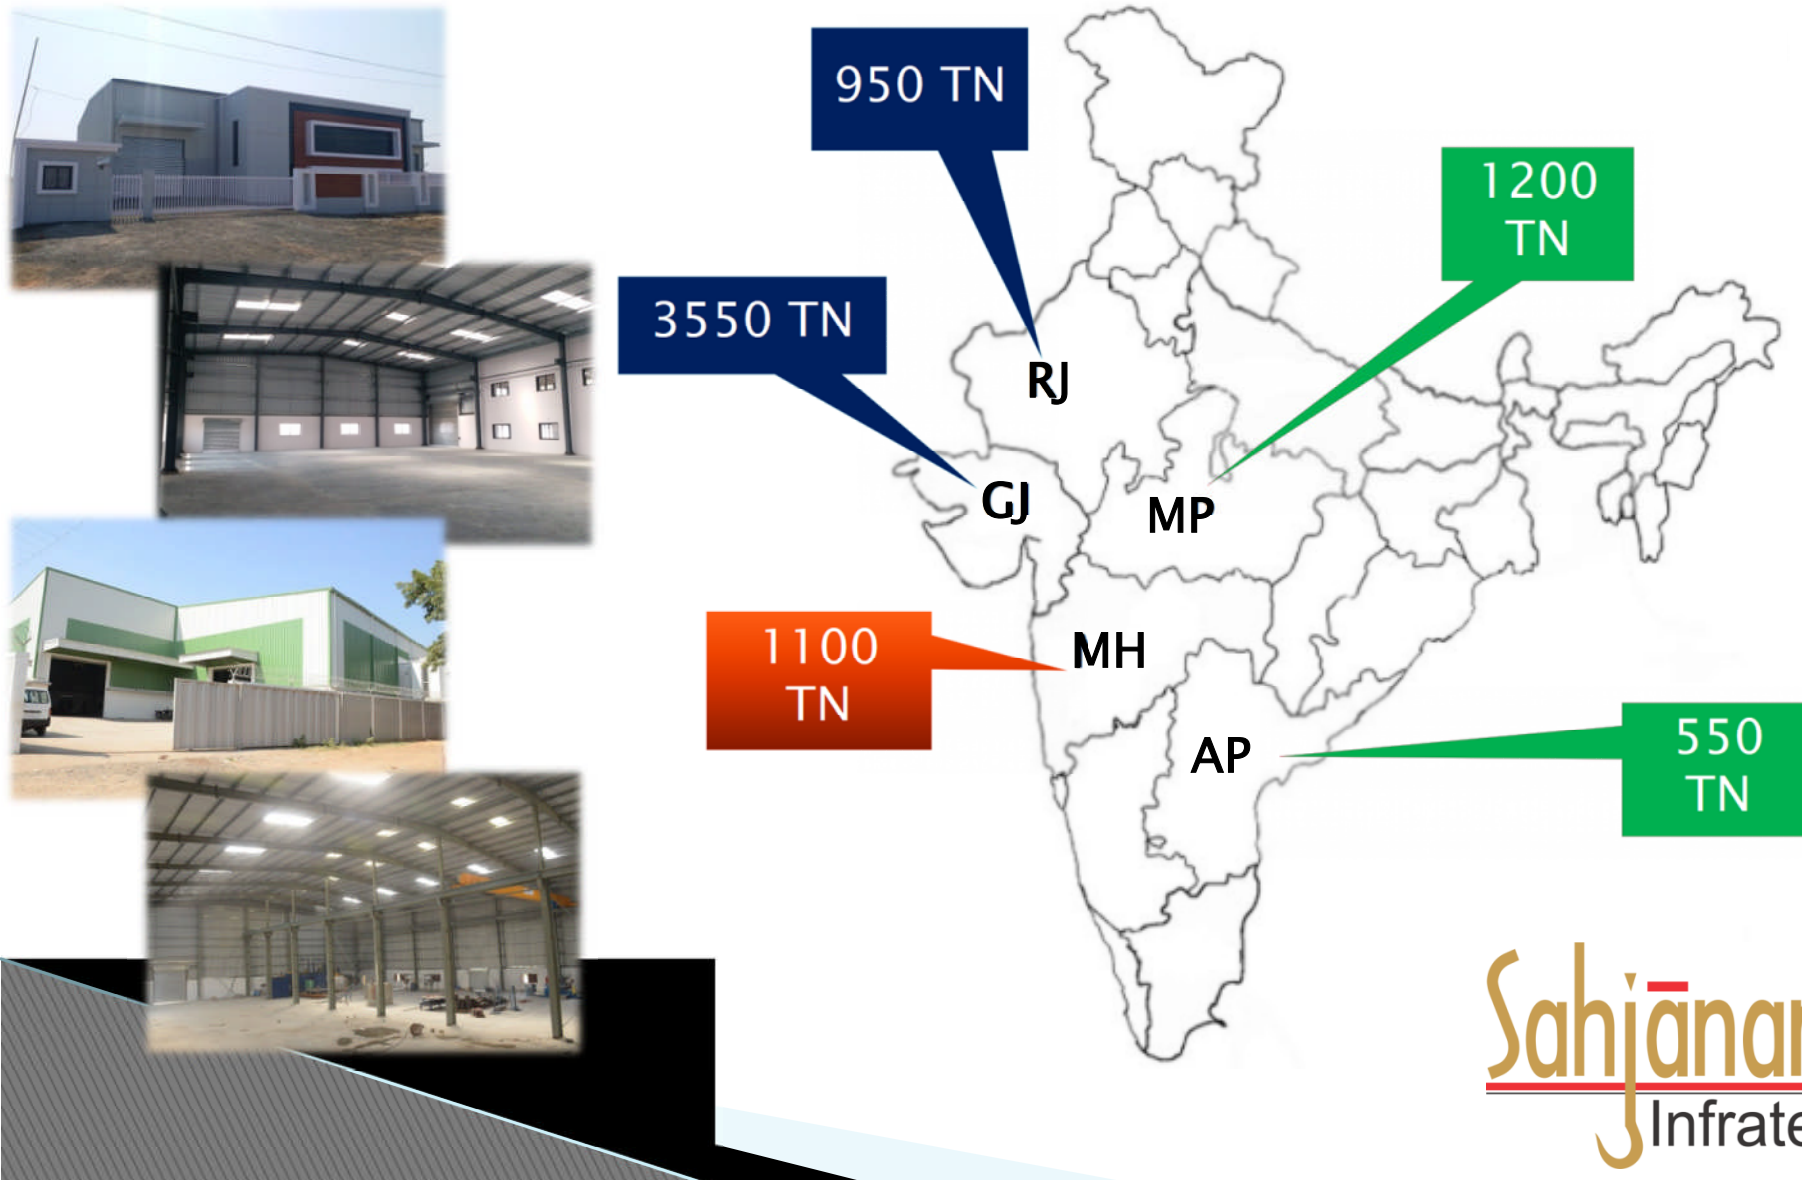 950 TN
1200
TN
3550 TN
RJ
GJ
MP
1100
TN
MH
550
TN
AP
Sahjānan
Infrate